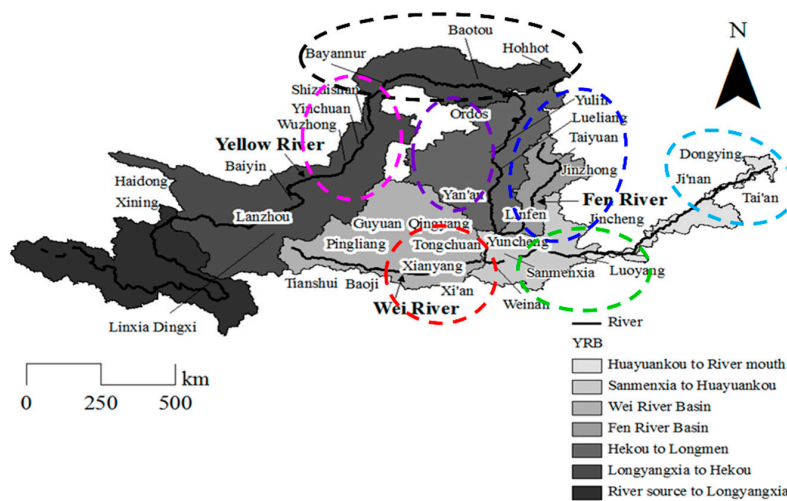 N
Baotou
Bayannur
Hohhot
Shizuishan
Yinchuan
Wuzhong
Ordos
Yulin
Lueliang
Yellow River
Taiyuan
Dongying
Baiyin
Jinzhong
Ji'nan
Haidong
Yan'an
Fen River
Tai'an
Xining
Lanzhou
Linfen
Jincheng
Guyuan Qingyang
Pingliang
Tongchuan
Yuncheng
Xianyang
Sanmenxia
Luoyang
Tianshui
Baoji
Wei River
Xi'an
Weinan
Linxia Dingxi
River
YRB
km
0 250 500
Huayuankou to River mouth
Sanmenxia to Huayuankou
Wei River Basin
Fen River Basin
Hekou to Longmen
Longyangxia to Hekou
River source to Longyangxia